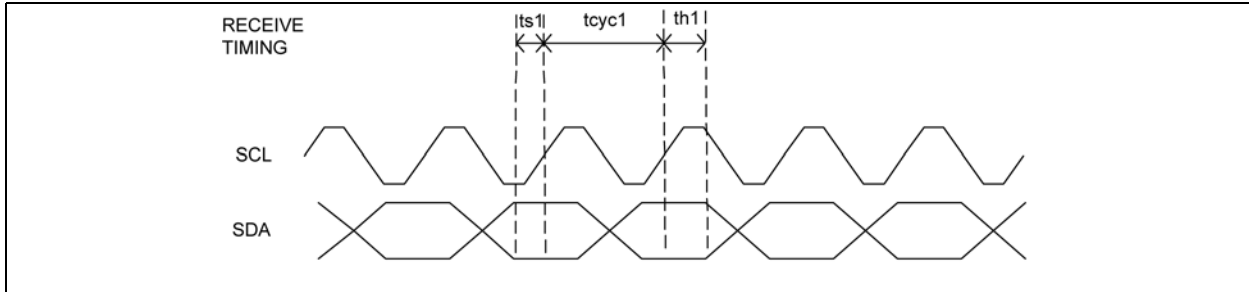 RECEIVE
TIMING
ts1
tcyc1
th1
SCL
SDA